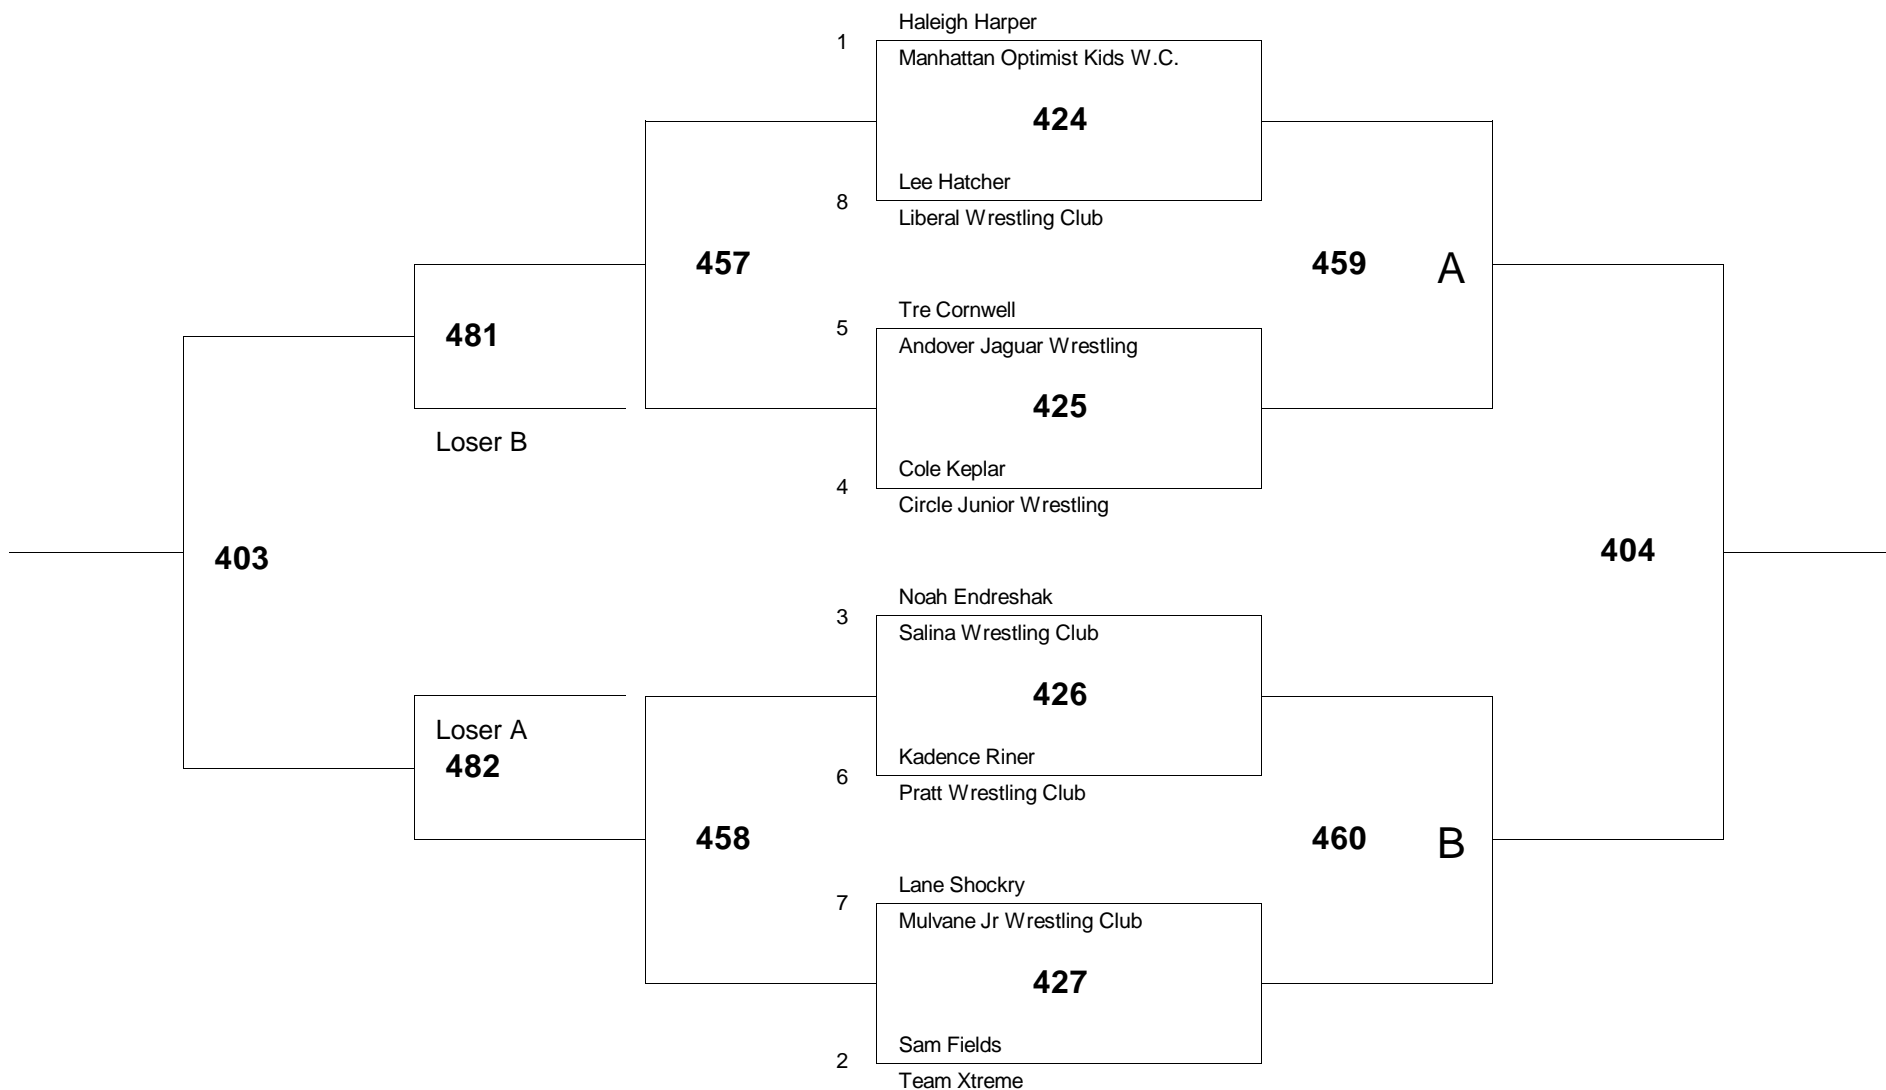 Haleigh Harper
1
Manhattan Optimist Kids W.C.
424
Lee Hatcher
8
Liberal Wrestling Club
457
459 A
Tre Cornwell
5
481
Andover Jaguar Wrestling
425
Loser B
Cole Keplar
4
Circle Junior Wrestling
403
404
Noah Endreshak
3
Salina Wrestling Club
426
Loser A
Kadence Riner
482
6
Pratt Wrestling Club
458
460 B
Lane Shockry
7
Mulvane Jr Wrestling Club
427
Sam Fields
2
Team Xtreme